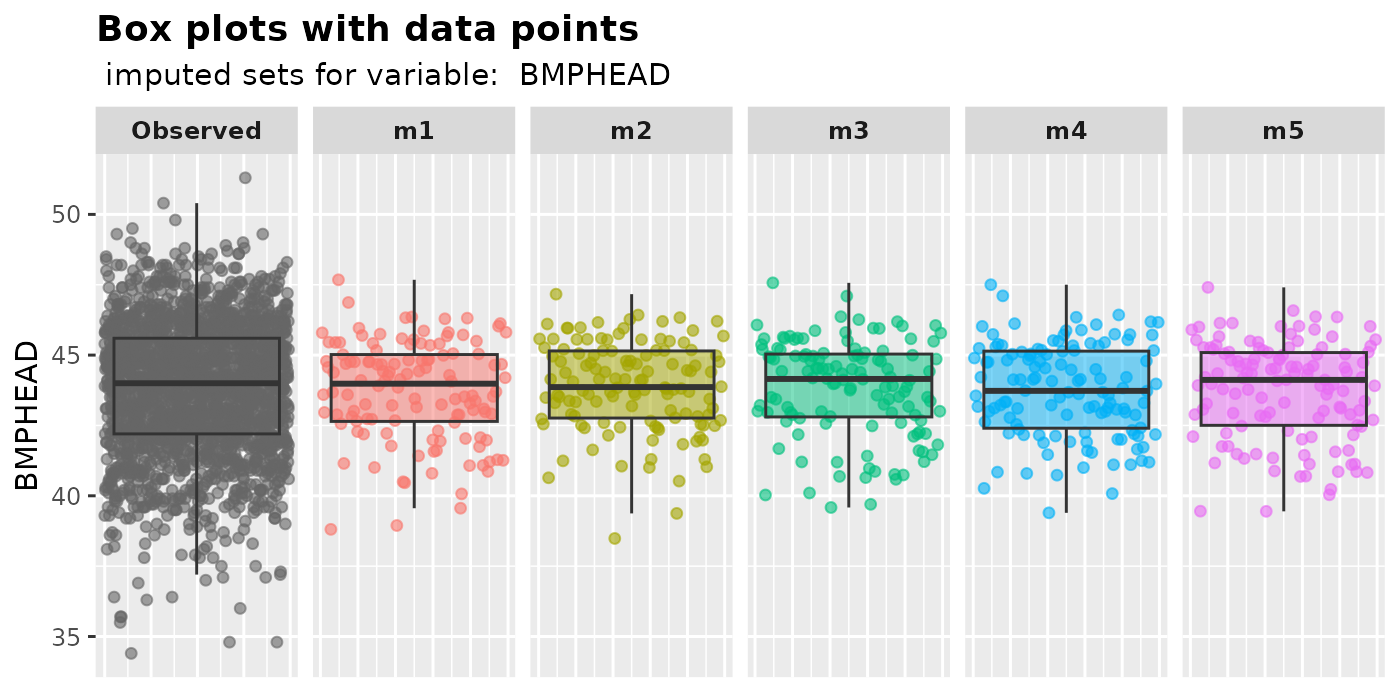 Box plots with data points
imputed sets for variable:  BMPHEAD
Observed m1 m2 m3 m4 m5
50
45
40
35
BMPHEAD